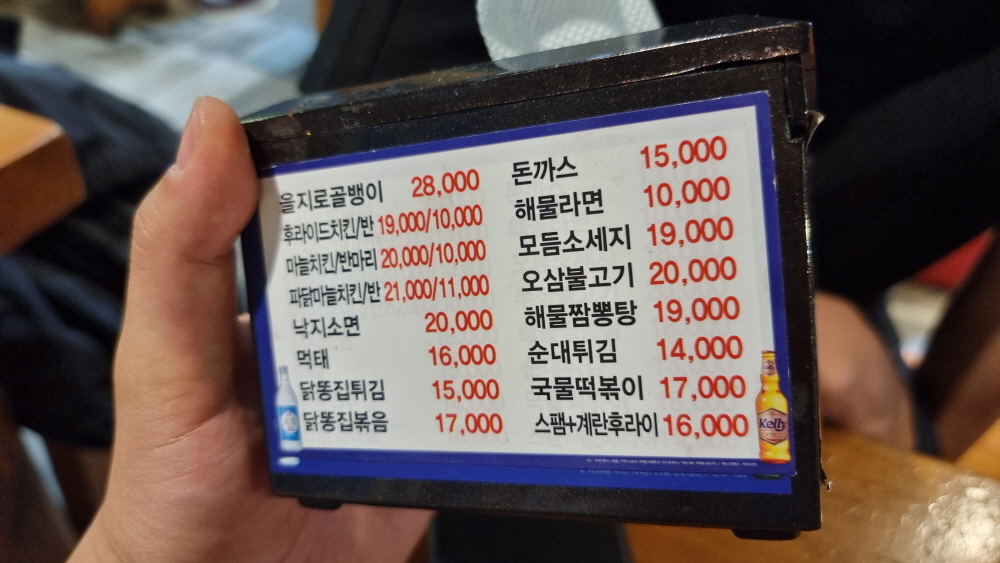 을지로골뱅이 28,000
후라이드치킨/반 19,000/10,000
마늘치킨/반마리 20,000/10,000
파닭마늘치킨/반 21,000/11,000
낙지소면 20,000
먹태 16,000
닭똥집튀김 15,000
닭똥집볶음 17,000
돈까스 15,000
해물라면 10,000
모듬소세지 19,000
오삼불고기 20,000
해물짬뽕탕 19,000
순대튀김 14,000
국물떡볶이 17,000
스팸+계란후라이 16,000
Kelly